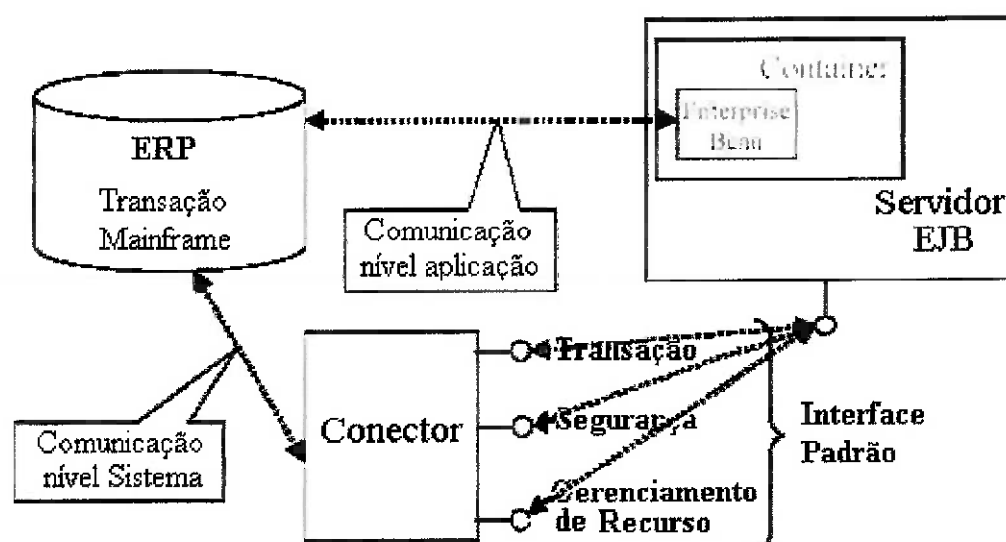 ERP
Transação
Mainframe
Container
Enterprise
Bean
Servidor
EJB
Comunicação
nível aplicação
Comunicação
nível Sistema
Conector
Transação
Segurança
Gerenciamento
de Recurso
Interface
Padrão